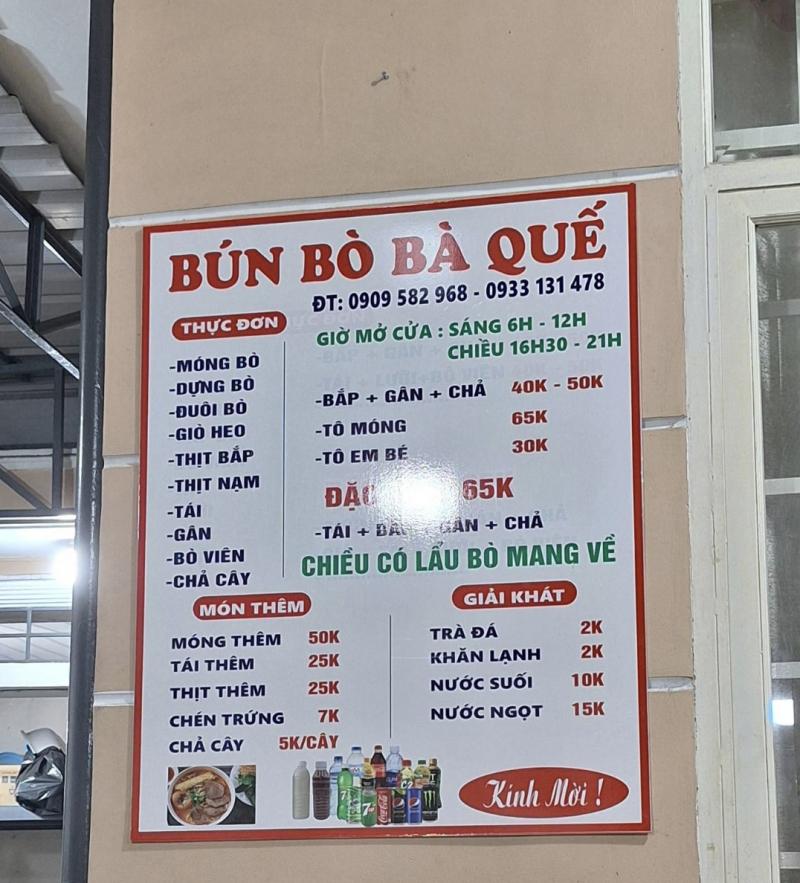 BÚN BÒ BÀ QUẾ
ĐT: 0909 582 968 - 0933 131 478
THỰC ĐƠN
-MÓNG BÒ
-DỰNG BÒ
-ĐUÔI BÒ
-GIÒ HEO
-THỊT BẮP
-THỊT NẠM
-TÁI
-GÂN
-BÒ VIÊN
-CHẢ CÂY
GIỜ MỞ CỬA : SÁNG 6H - 12H
CHIỀU 16H30 - 21H
-BẮP + GÂN + CHẢ 40K - 50K
-TÔ MÓNG 65K
-TÔ EM BÉ 30K
65K
-TÁI + GÂN + CHẢ
CHIỀU CÓ LẨU BÒ MANG VỀ
MÓN THÊM
MÓNG THÊM 50K
TÁI THÊM 25K
THỊT THÊM 25K
CHÉN TRỨNG 7K
CHẢ CÂY 5K/CÂY
GIẢI KHÁT
TRÀ ĐÁ 2K
KHĂN LẠNH 2K
NƯỚC SUỐI 10K
NƯỚC NGỌT 15K
Kính Mời !